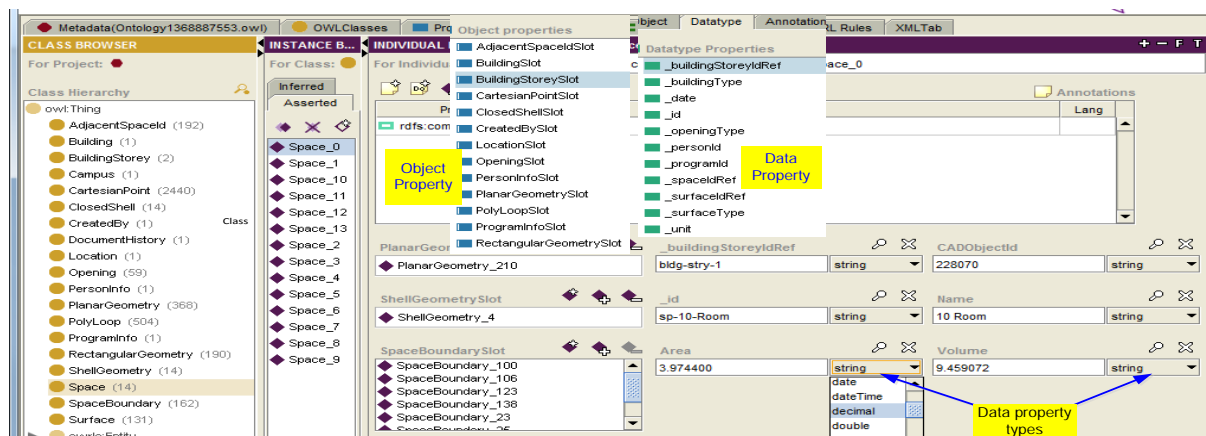 Metadata(Ontology1368887553.owl)
OWLClasses
Pro
Object properties
bject
Datatype
Annotation
RL Rules
XMLTab
CLASS BROWSER
For Project:
Class Hierarchy
owl:Thing
AdjacentSpaceId (192)
Building (1)
BuildingStorey (2)
Campus (1)
CartesianPoint (2440)
ClosedShell (14)
CreatedBy (1)
Class
DocumentHistory (1)
Location (1)
Opening (59)
PersonInfo (1)
PlanarGeometry (368)
PolyLoop (504)
ProgramInfo (1)
RectangularGeometry (190)
ShellGeometry (14)
Space (14)
SpaceBoundary (162)
Surface (131)
INSTANCE B...
For Class:
Inferred
Asserted
Space_0
Space_1
Space_10
Space_11
Space_12
Space_13
Space_2
Space_3
Space_4
Space_5
Space_6
Space_7
Space_8
Space_9
INDIVIDUAL
For Individu
ace_0
+ − F T
Annotations
Pr
Lang
rdfs:com
AdjacentSpaceIdSlot
BuildingSlot
BuildingStoreySlot
CartesianPointSlot
ClosedShellSlot
CreatedBySlot
LocationSlot
OpeningSlot
PersonInfoSlot
PlanarGeometrySlot
PolyLoopSlot
ProgramInfoSlot
RectangularGeometrySlot
Object
Property
Datatype Properties
_buildingStoreyIdRef
_buildingType
_date
_id
_openingType
_personId
_programId
_spaceIdRef
_surfaceIdRef
_surfaceType
_unit
Data
Property
PlanarGeo
PlanarGeometry_210
_buildingStoreyIdRef
bldg-stry-1
string
CADObjectId
228070
string
ShellGeometrySlot
ShellGeometry_4
_id
sp-10-Room
string
Name
10 Room
string
SpaceBoundarySlot
SpaceBoundary_100
SpaceBoundary_106
SpaceBoundary_123
SpaceBoundary_138
SpaceBoundary_23
Area
3.974400
string
date
dateTime
decimal
double
Volume
9.459072
string
Data property
types